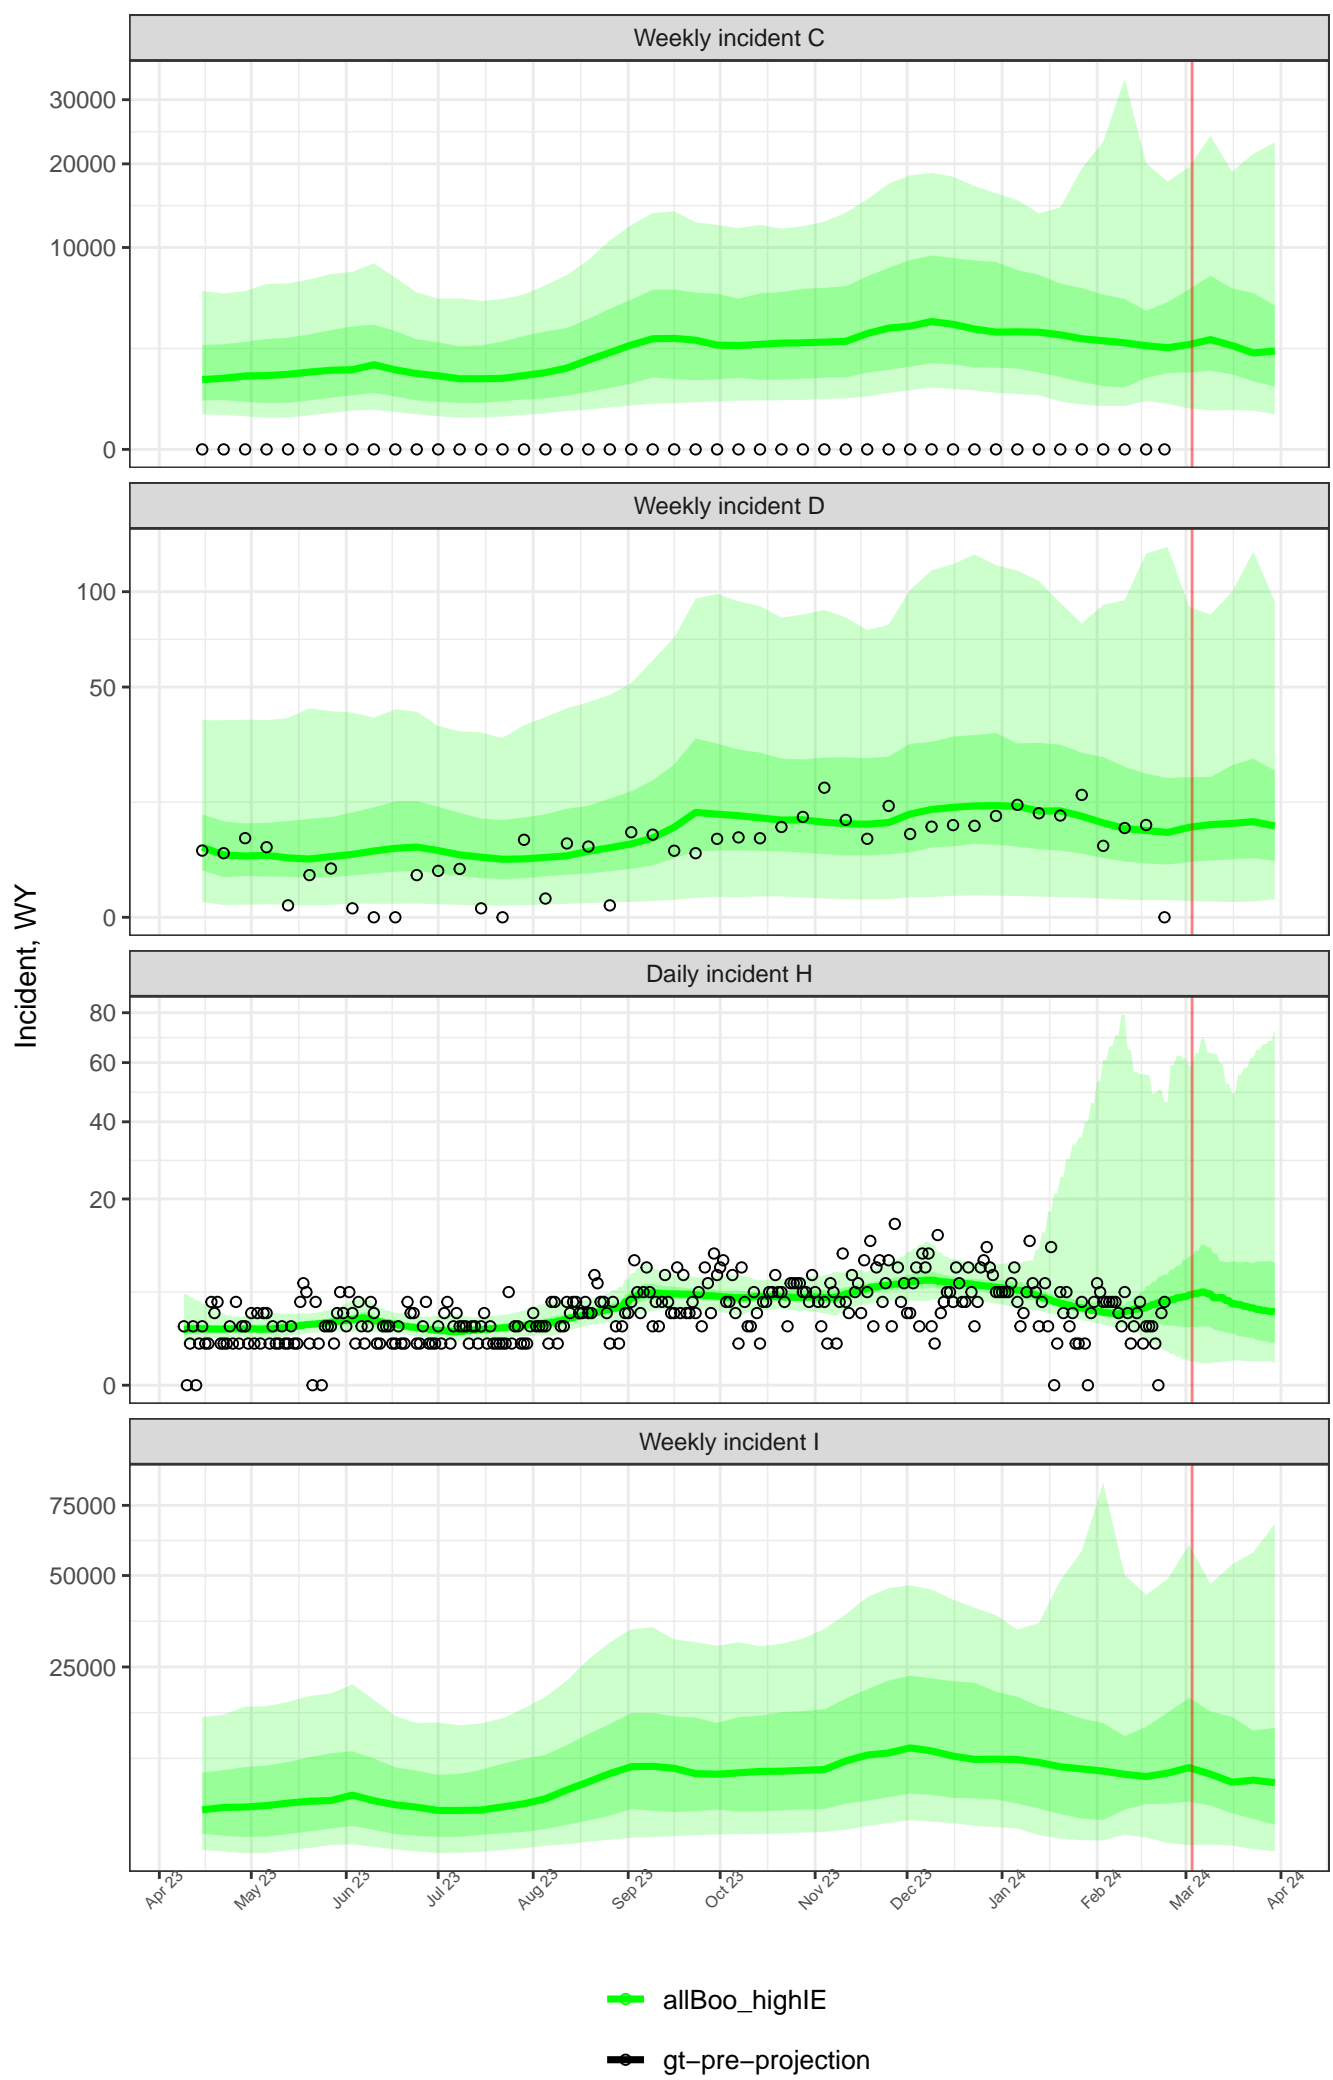 Weekly incident C
30000
20000
10000
0
Weekly incident D
100
50
0
Incident, WY
Daily incident H
80
60
40
20
0
Weekly incident I
75000
50000
25000
Apr 23
May 23
Jun 23
Jul 23
Aug 23
Sep 23
Oct 23
Nov 23
Dec 23
Jan 24
Feb 24
Mar 24
Apr 24
allBoo_highIE
gt−pre−projection